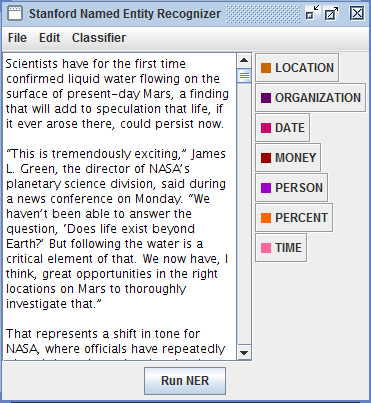 Stanford Named Entity Recognizer
File Edit Classifier
Scientists have for the first time
confirmed liquid water flowing on the
surface of present-day Mars, a finding
that will add to speculation that life, if
it ever arose there, could persist now.
“This is tremendously exciting,” James
L. Green, the director of NASA’s
planetary science division, said during
a news conference on Monday. “We
haven’t been able to answer the
question, ‘Does life exist beyond
Earth?’ But following the water is a
critical element of that. We now have, I
think, great opportunities in the right
locations on Mars to thoroughly
investigate that.”
That represents a shift in tone for
NASA, where officials have repeatedly
LOCATION
ORGANIZATION
DATE
MONEY
PERSON
PERCENT
TIME
Run NER